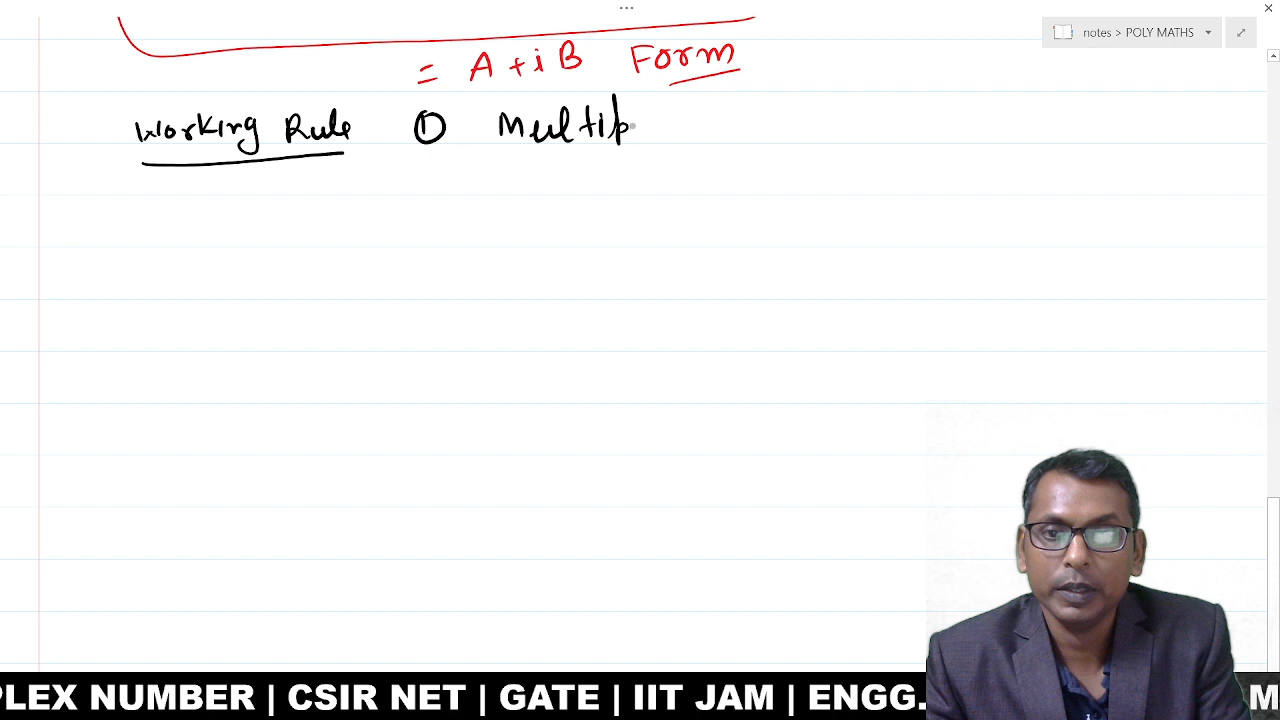 notes > POLY MATHS
= A + i B Form
Working Rule ① Multip
PLEX NUMBER | CSIR NET | GATE | IIT JAM | ENGG. M